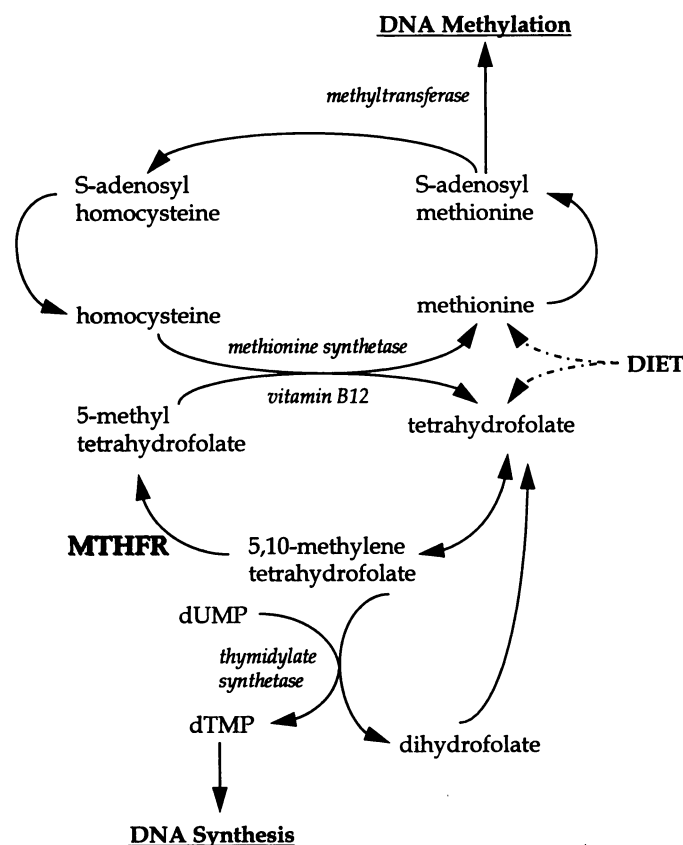 DNA Methylation
methyltransferase
S-adenosyl
homocysteine
S-adenosyl
methionine
homocysteine
methionine
methionine synthetase
vitamin B12
DIET
5-methyl
tetrahydrofolate
tetrahydrofolate
MTHFR
5,10-methylene
tetrahydrofolate
dUMP
thymidylate
synthetase
dTMP
dihydrofolate
DNA Synthesis